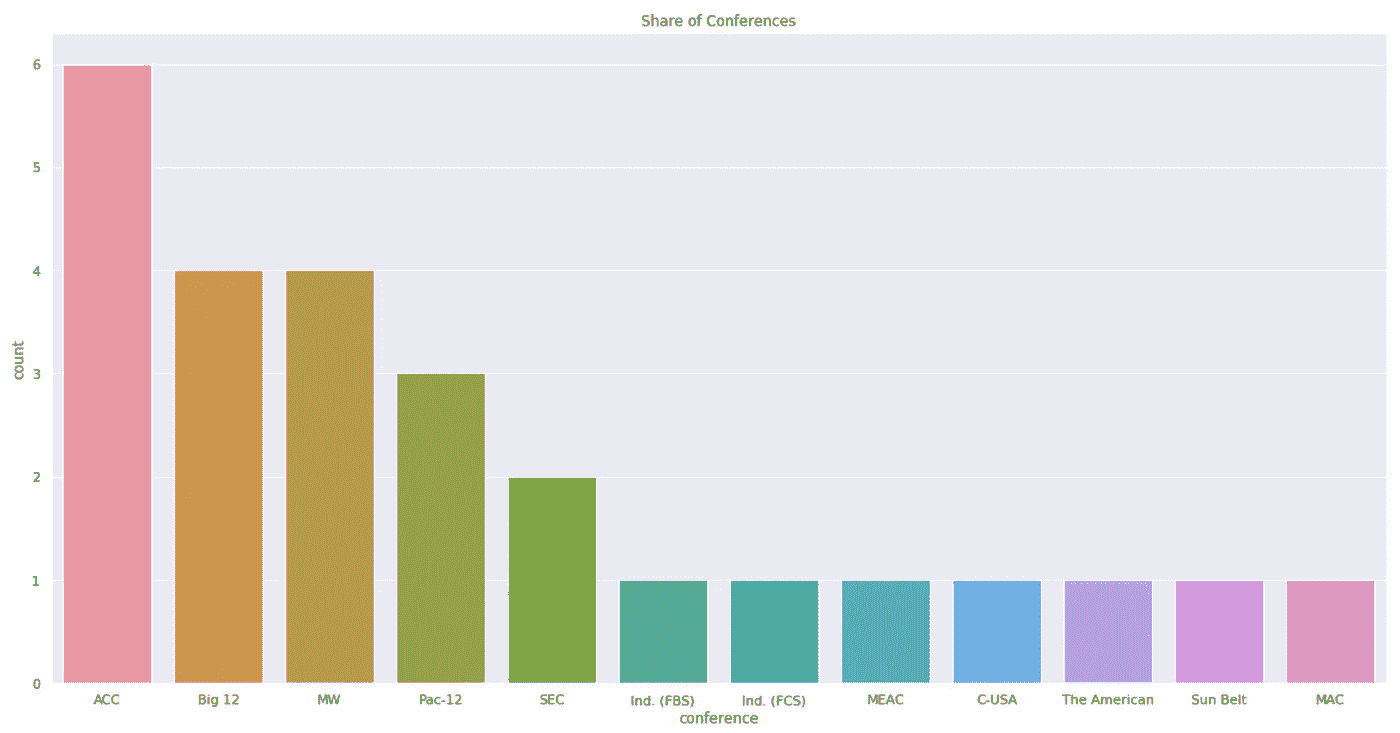 Share of Conferences
count
6
5
4
3
2
1
0
ACC Big 12 MW Pac-12 SEC Ind. (FBS) Ind. (FCS) MEAC C-USA The American Sun Belt MAC
conference